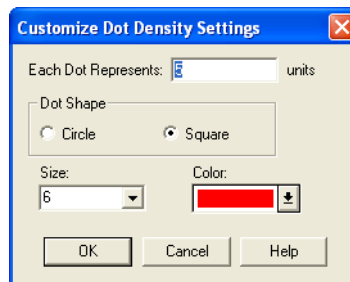 Customize Dot Density Settings
Each Dot Represents: 5 units
Dot Shape
Circle Square
Size: Color:
6
OK Cancel Help